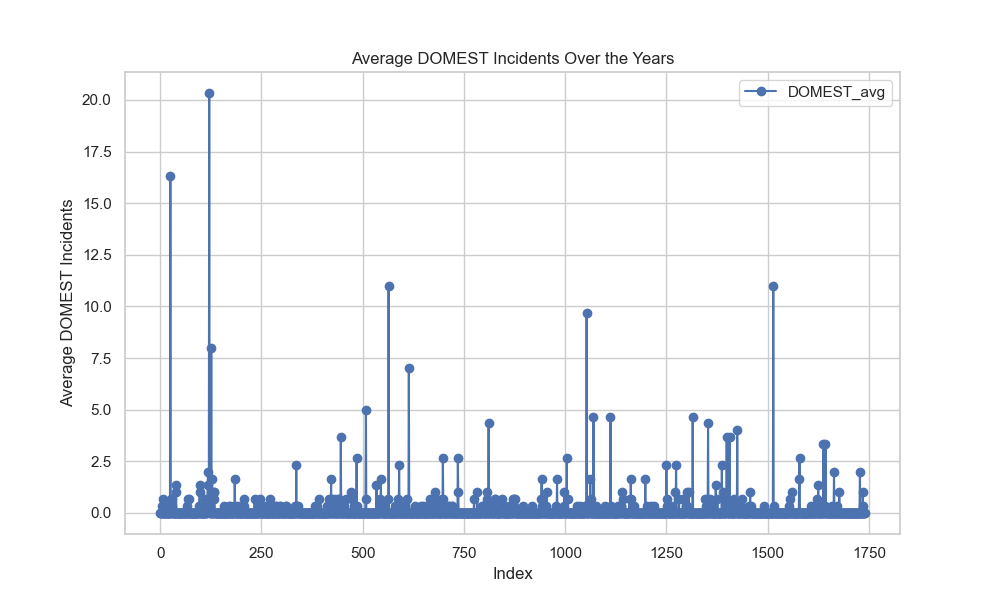 Average DOMEST Incidents Over the Years
DOMEST_avg
Average DOMEST Incidents
20.0
17.5
15.0
12.5
10.0
7.5
5.0
2.5
0.0
0 250 500 750 1000 1250 1500 1750
Index